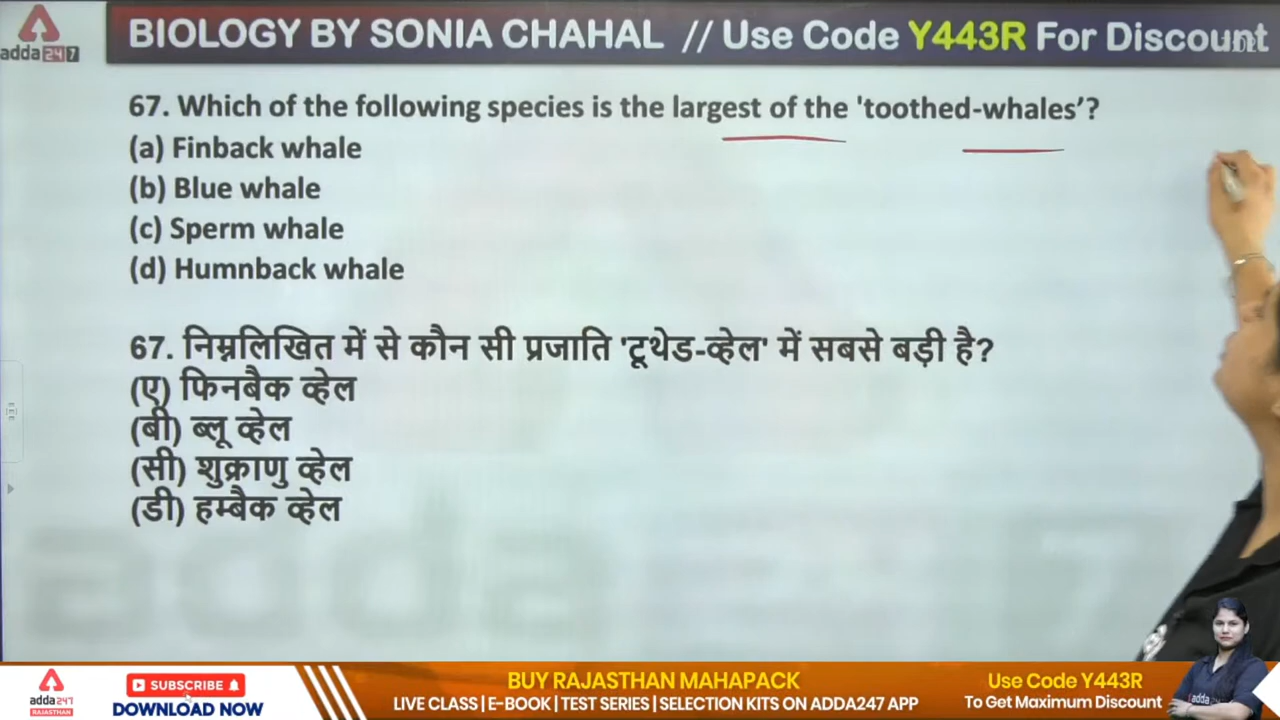 BIOLOGY BY SONIA CHAHAL // Use Code Y443R For Discount
adda247
67. Which of the following species is the largest of the 'toothed-whales'?
(a) Finback whale
(b) Blue whale
(c) Sperm whale
(d) Humnback whale
67. निम्नलिखित में से कौन सी प्रजाति 'टूथेड-व्हेल' में सबसे बड़ी है?
(ए) फिनबैक व्हेल
(बी) ब्लू व्हेल
(सी) शुक्राणु व्हेल
(डी) हम्बैक व्हेल
adda247
adda247
RAJASTHAN
SUBSCRIBE
DOWNLOAD NOW
BUY RAJASTHAN MAHAPACK
LIVE CLASS | E-BOOK | TEST SERIES | SELECTION KITS ON ADDA247 APP
Use Code Y443R
To Get Maximum Discount
adda247